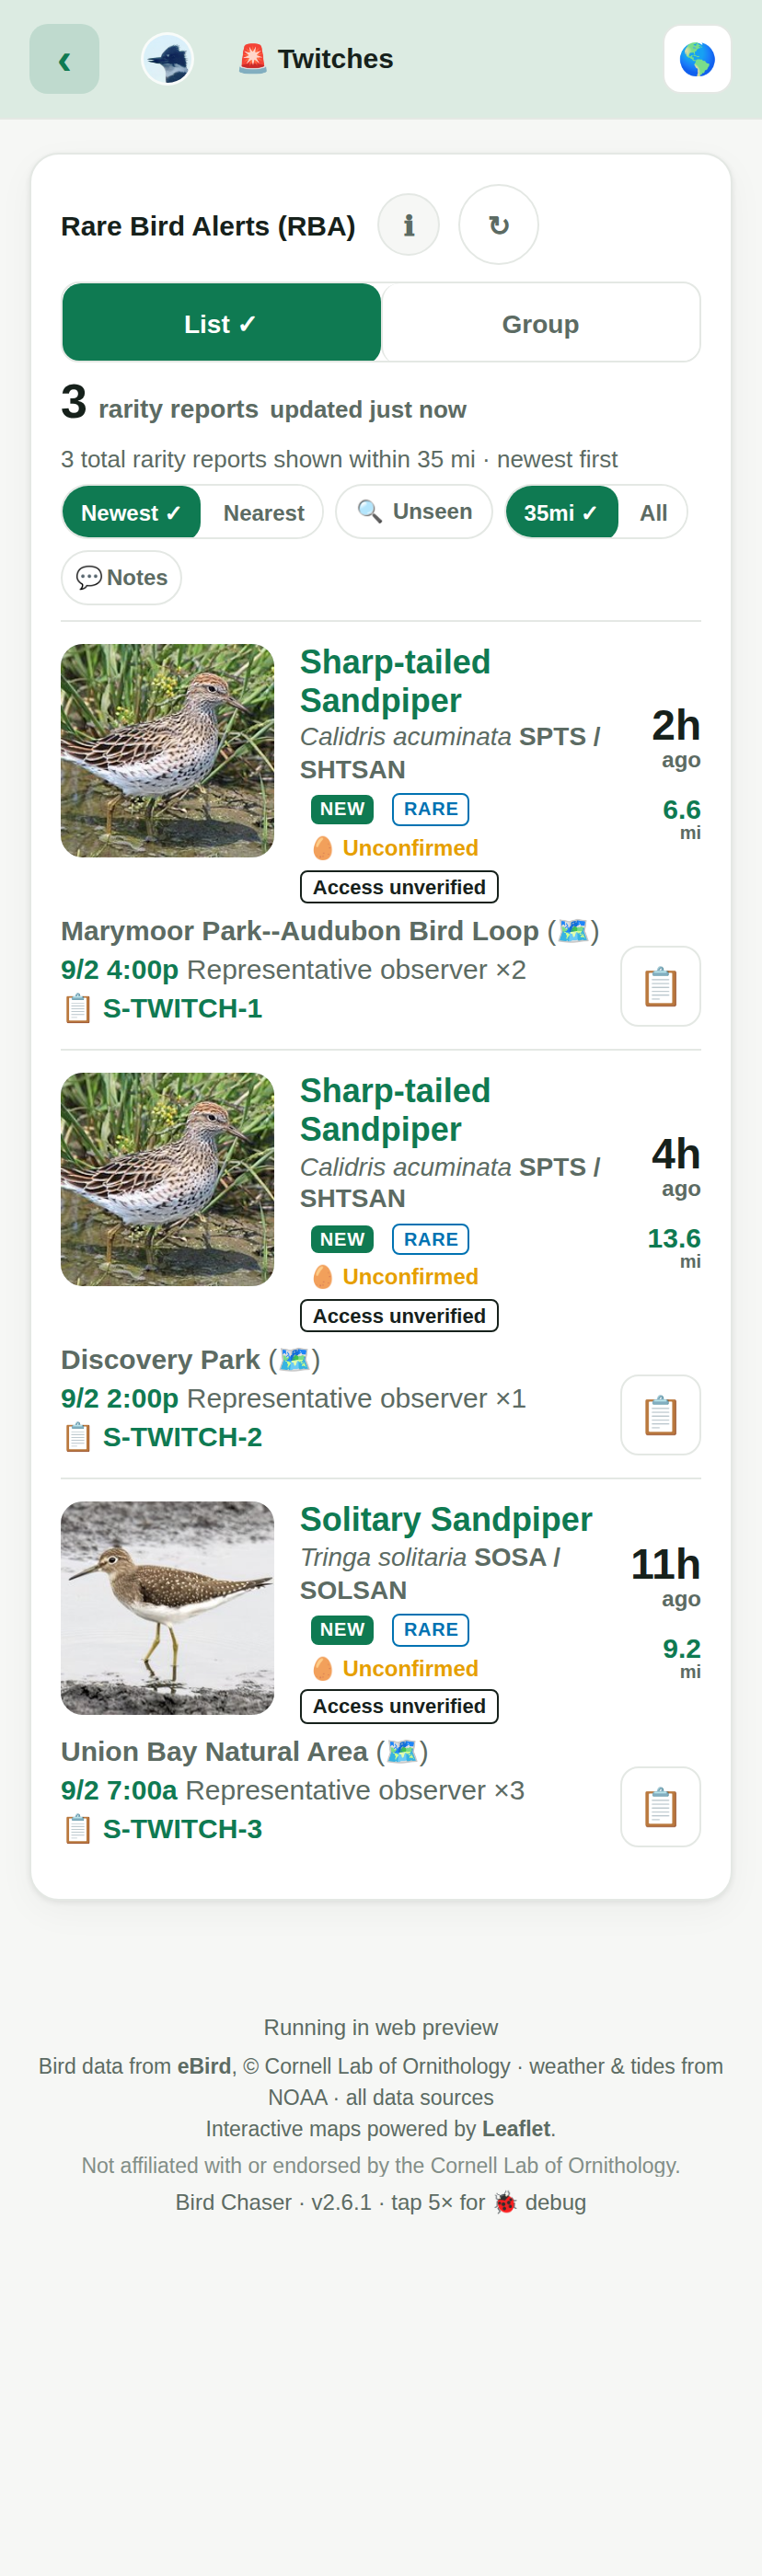 ‹ 🚨 Twitches 🌎
Rare Bird Alerts (RBA) ℹ ↻
List ✓ Group
3 rarity reports updated just now
3 total rarity reports shown within 35 mi · newest first
Newest ✓ Nearest 🔍 Unseen 35mi ✓ All
💬 Notes
Sharp-tailed
Sandpiper
Calidris acuminata SPTS /
SHTSAN
NEW RARE
🥚 Unconfirmed
Access unverified
2h
ago
6.6
mi
Marymoor Park--Audubon Bird Loop (🗺️)
9/2 4:00p Representative observer ×2
📋 S-TWITCH-1
📋
Sharp-tailed
Sandpiper
Calidris acuminata SPTS /
SHTSAN
NEW RARE
🥚 Unconfirmed
Access unverified
4h
ago
13.6
mi
Discovery Park (🗺️)
9/2 2:00p Representative observer ×1
📋 S-TWITCH-2
📋
Solitary Sandpiper
Tringa solitaria SOSA /
SOLSAN
NEW RARE
🥚 Unconfirmed
Access unverified
11h
ago
9.2
mi
Union Bay Natural Area (🗺️)
9/2 7:00a Representative observer ×3
📋 S-TWITCH-3
📋
Running in web preview
Bird data from eBird, © Cornell Lab of Ornithology · weather & tides from
NOAA · all data sources
Interactive maps powered by Leaflet.
Not affiliated with or endorsed by the Cornell Lab of Ornithology.
Bird Chaser · v2.6.1 · tap 5× for 🐞 debug